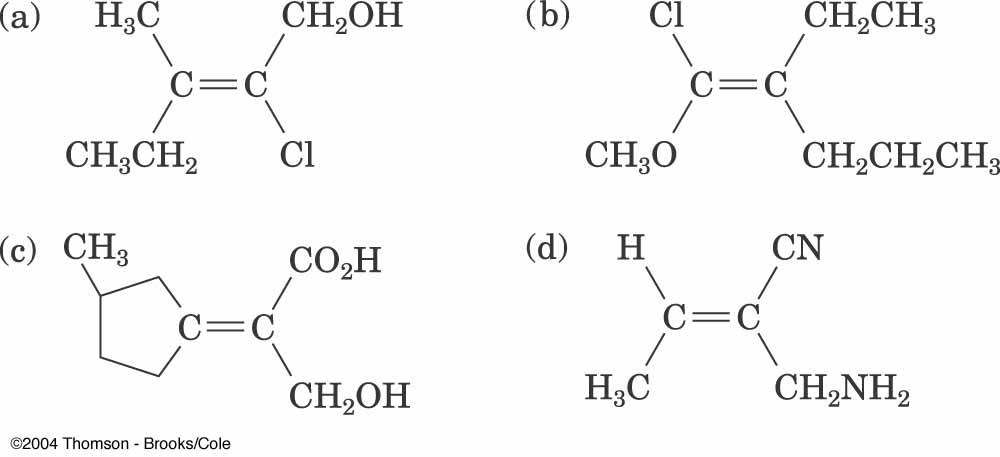 (a) H₃C CH₂OH (b) Cl CH₂CH₃
C=C C=C
CH₃CH₂ Cl CH₃O CH₂CH₂CH₃
(c) CH₃ CO₂H (d) H CN
C=C C=C
CH₂OH H₃C CH₂NH₂
©2004 Thomson - Brooks/Cole